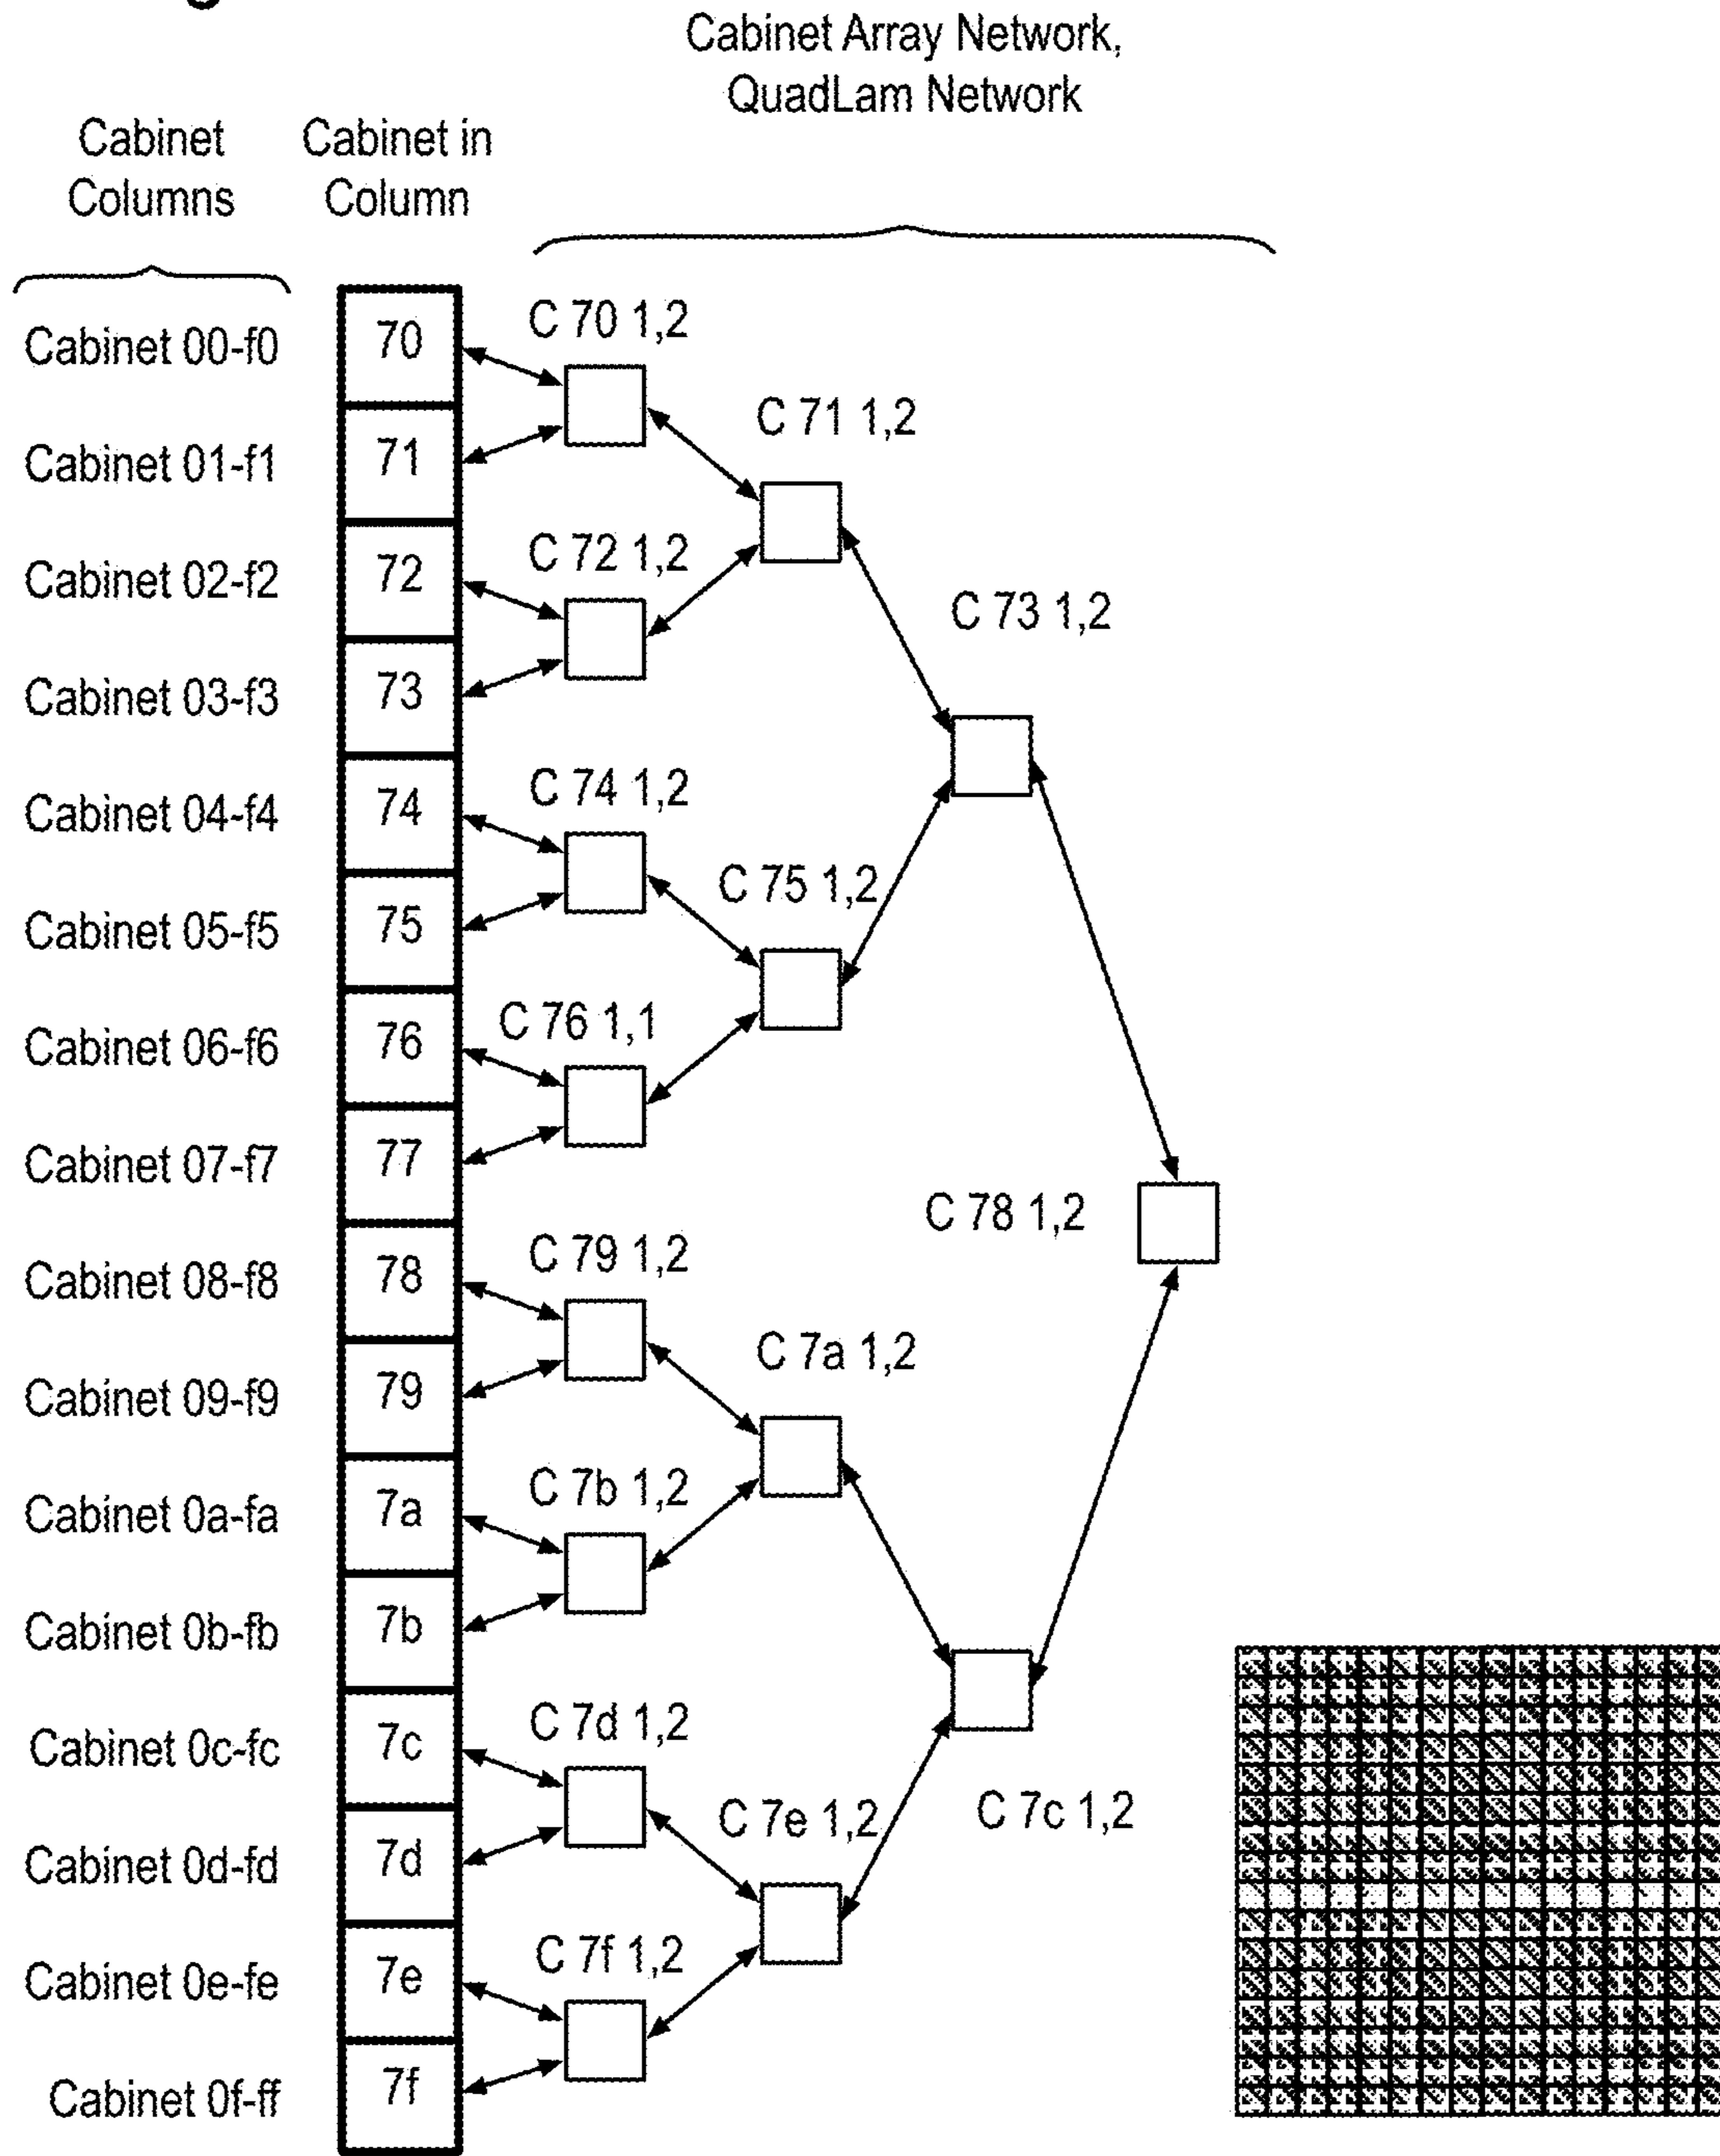 Cabinet Array Network,
QuadLam Network
Cabinet
Columns
Cabinet in
Column
Cabinet 00-f0
70
C 70 1,2
C 71 1,2
Cabinet 01-f1
71
Cabinet 02-f2
72
C 72 1,2
C 73 1,2
Cabinet 03-f3
73
Cabinet 04-f4
74
C 74 1,2
C 75 1,2
Cabinet 05-f5
75
Cabinet 06-f6
76
C 76 1,1
Cabinet 07-f7
77
C 78 1,2
Cabinet 08-f8
78
C 79 1,2
C 7a 1,2
Cabinet 09-f9
79
Cabinet 0a-fa
7a
C 7b 1,2
Cabinet 0b-fb
7b
Cabinet 0c-fc
7c
C 7d 1,2
C 7e 1,2
C 7c 1,2
Cabinet 0d-fd
7d
Cabinet 0e-fe
7e
C 7f 1,2
Cabinet 0f-ff
7f